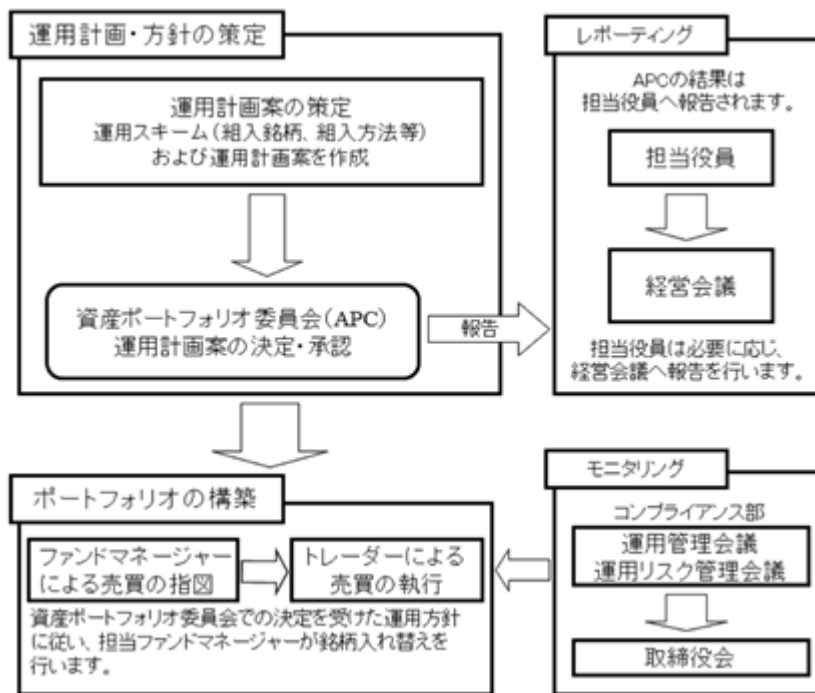 運用計画・方針の策定
運用計画案の策定
運用スキーム(組入銘柄、組入方法等)
および運用計画案を作成
資産ポートフォリオ委員会(APC)
運用計画案の決定・承認
報告
レポーティング
APCの結果は
担当役員へ報告されます。
担当役員
経営会議
担当役員は必要に応じ、
経営会議へ報告を行います。
ポートフォリオの構築
ファンドマネージャー
による売買の指図
トレーダーによる
売買の執行
資産ポートフォリオ委員会での決定を受けた運用方針
に従い、担当ファンドマネージャーが銘柄入れ替えを
行います。
モニタリング
コンプライアンス部
運用管理会議
運用リスク管理会議
取締役会